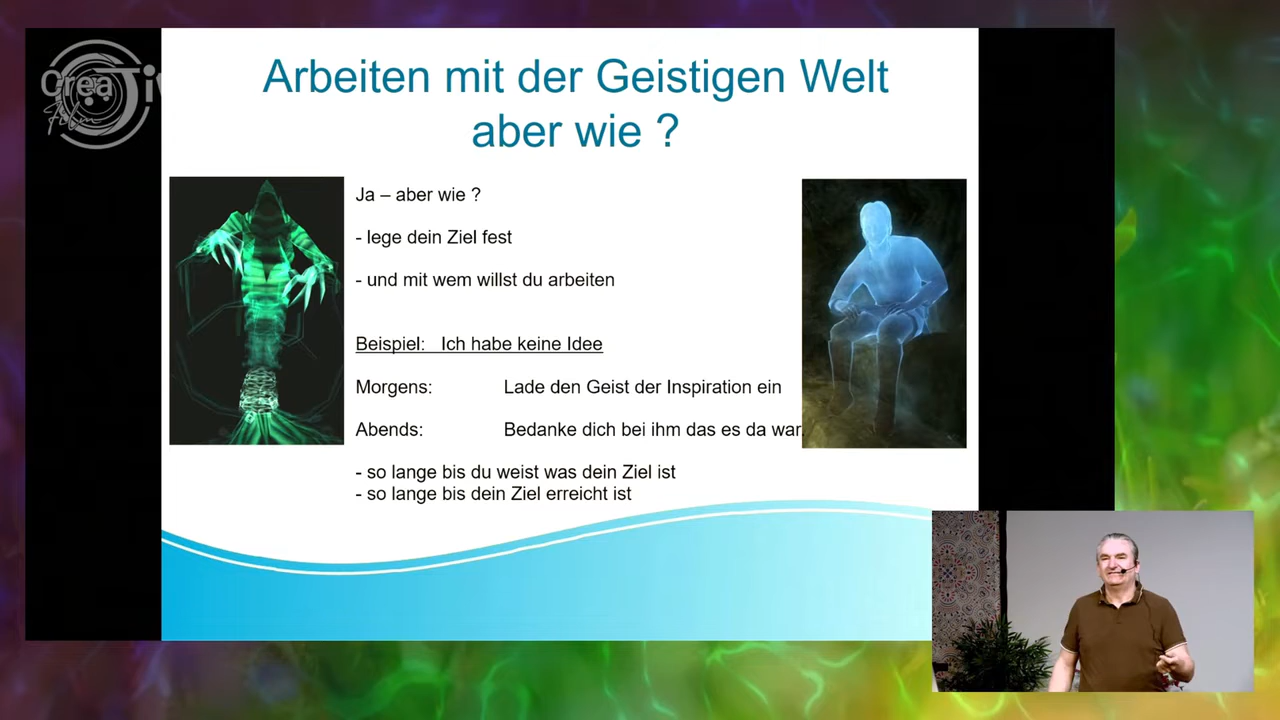 CreaTiv
Film
Arbeiten mit der Geistigen Welt
aber wie ?
Ja – aber wie ?
- lege dein Ziel fest
- und mit wem willst du arbeiten
Beispiel: Ich habe keine Idee
Morgens: Lade den Geist der Inspiration ein
Abends: Bedanke dich bei ihm das es da war.
- so lange bis du weist was dein Ziel ist
- so lange bis dein Ziel erreicht ist